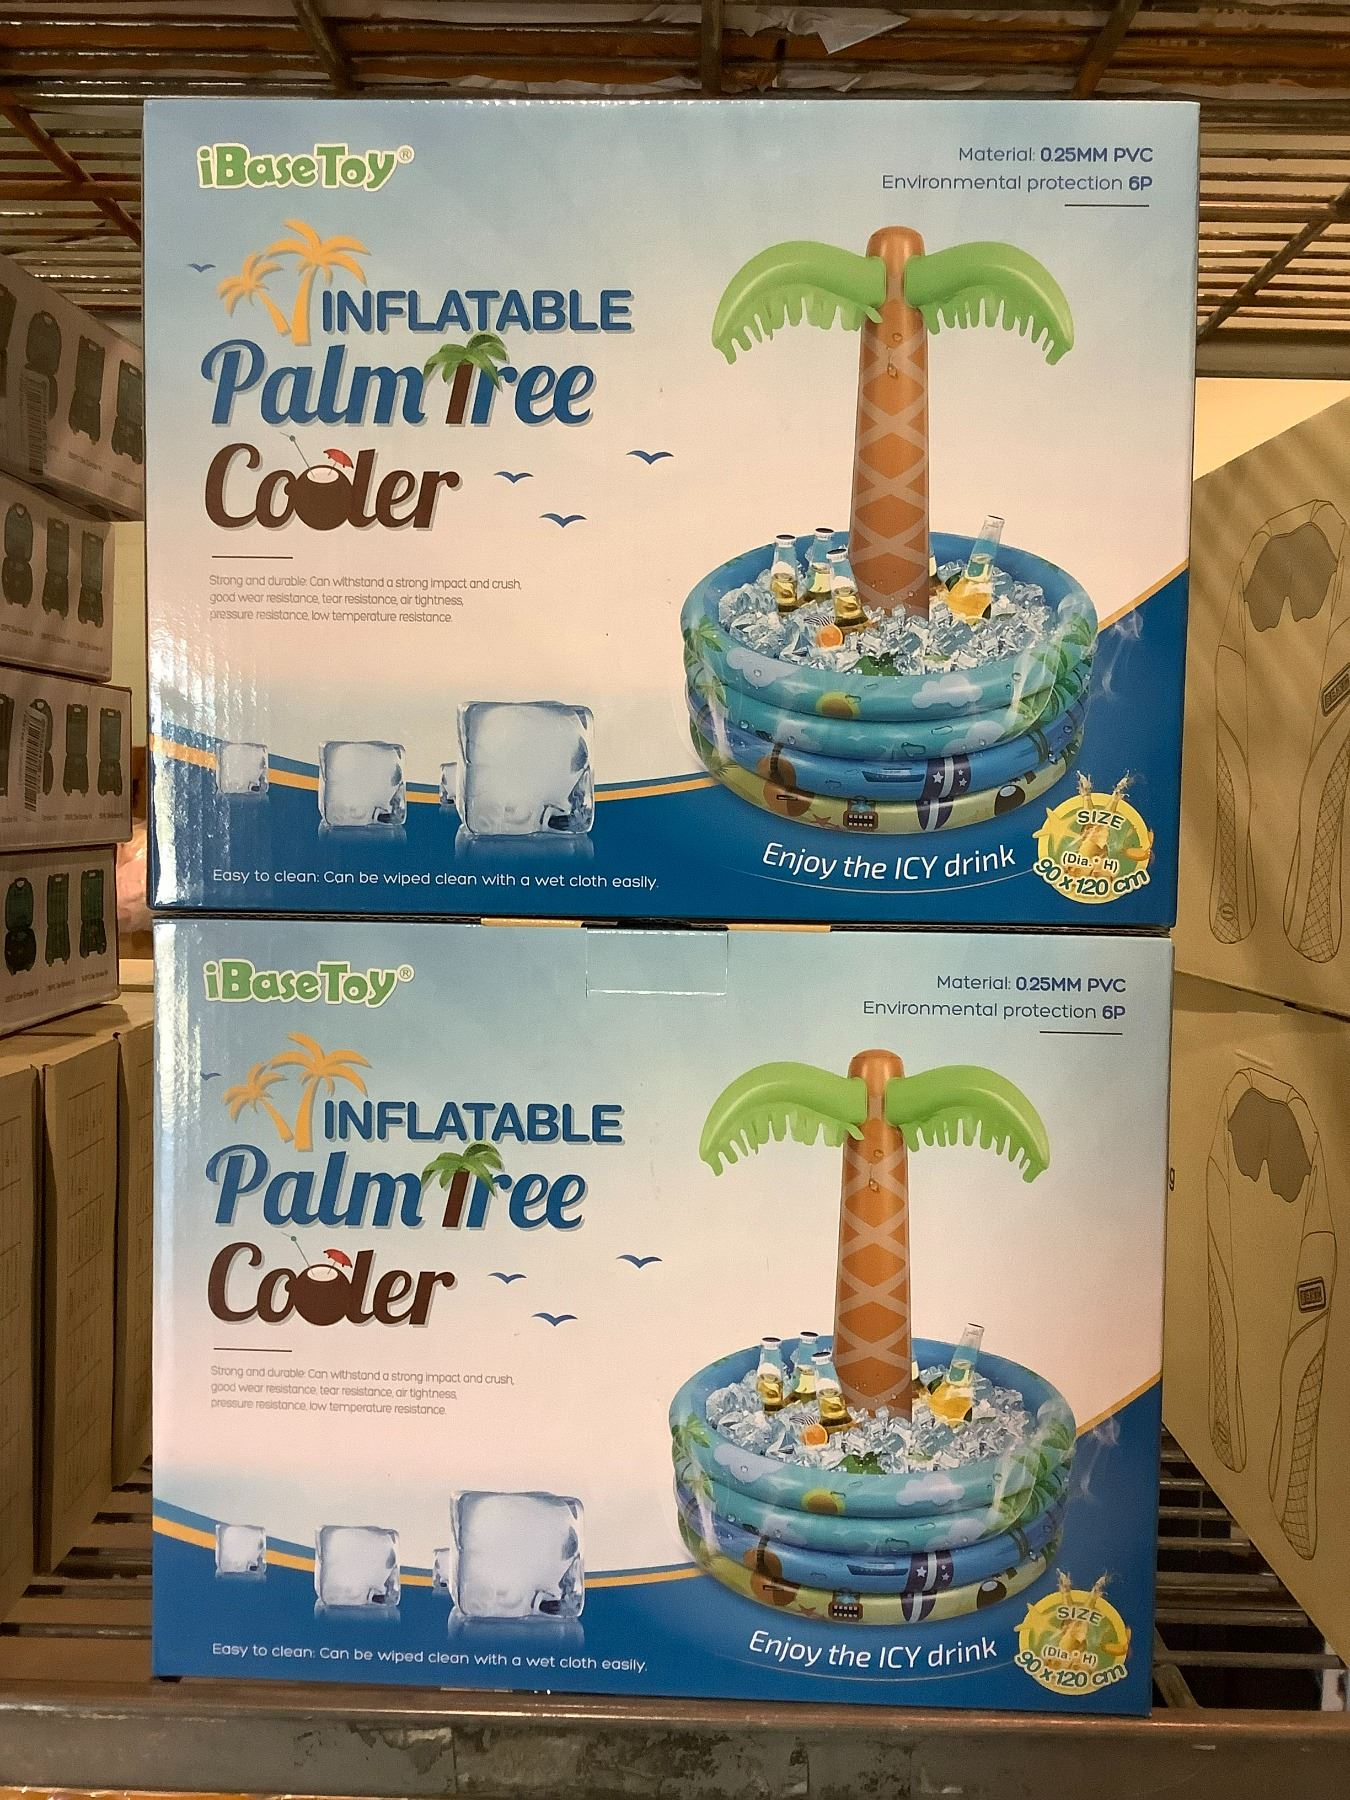 iBaseToy®
Material: 0.25MM PVC
Environmental protection 6P
INFLATABLE
Palm Tree
Cooler
Strong and durable: Can withstand a strong impact and crush,
good wear resistance, tear resistance, air tightness,
pressure resistance, low temperature resistance.
Easy to clean: Can be wiped clean with a wet cloth easily.
Enjoy the ICY drink
SIZE
(Dia.* H)
90 x 120 cm
iBaseToy®
Material: 0.25MM PVC
Environmental protection 6P
INFLATABLE
Palm Tree
Cooler
Strong and durable: Can withstand a strong impact and crush,
good wear resistance, tear resistance, air tightness,
pressure resistance, low temperature resistance.
Easy to clean: Can be wiped clean with a wet cloth easily.
Enjoy the ICY drink
SIZE
(Dia.* H)
90 x 120 cm